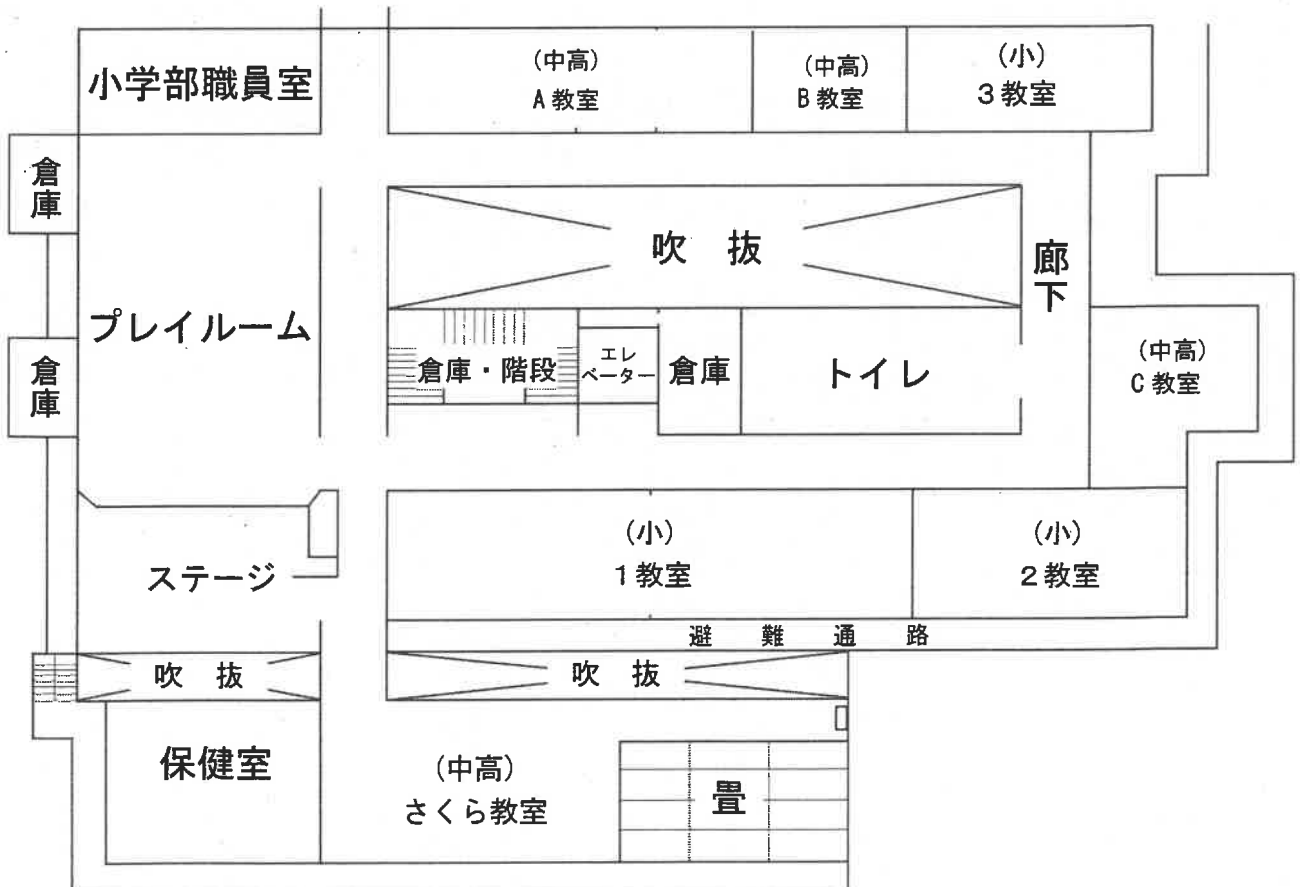 小学部職員室
(中高)
A教室
(中高)
B教室
(小)
3教室
倉庫
吹 抜
廊下
プレイルーム
倉庫
倉庫・階段
エレ
ベーター
倉庫
トイレ
(中高)
C教室
ステージ
(小)
1教室
(小)
2教室
避 難 通 路
吹 抜
吹 抜
保健室
(中高)
さくら教室
畳